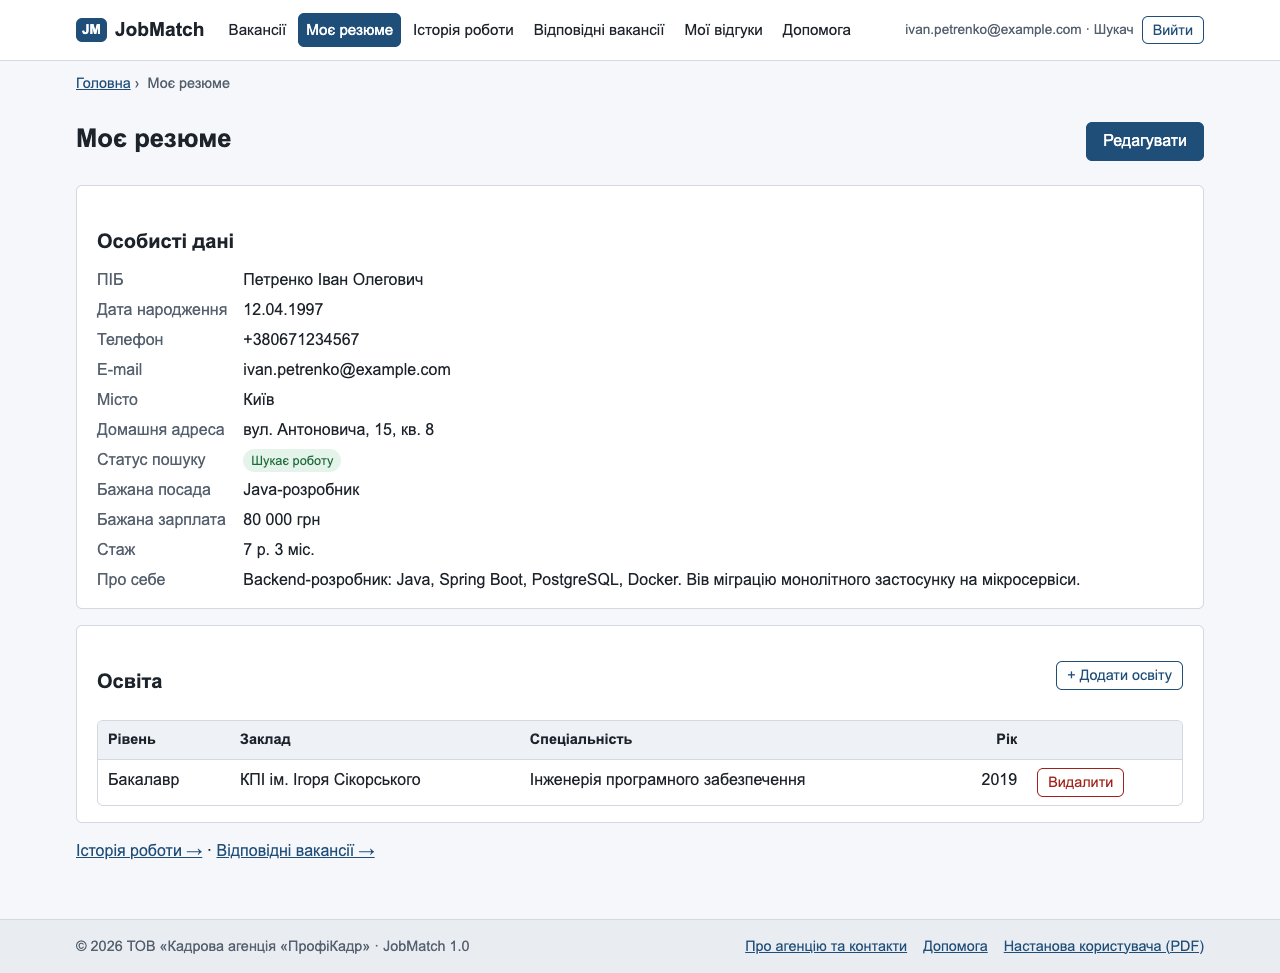 JM JobMatch Вакансії Моє резюме Історія роботи Відповідні вакансії Мої відгуки Допомога ivan.petrenko@example.com · Шукач Вийти
Головна › Моє резюме
Моє резюме Редагувати
Особисті дані
ПІБ Петренко Іван Олегович
Дата народження 12.04.1997
Телефон +380671234567
E-mail ivan.petrenko@example.com
Місто Київ
Домашня адреса вул. Антоновича, 15, кв. 8
Статус пошуку Шукає роботу
Бажана посада Java-розробник
Бажана зарплата 80 000 грн
Стаж 7 р. 3 міс.
Про себе Backend-розробник: Java, Spring Boot, PostgreSQL, Docker. Вів міграцію монолітного застосунку на мікросервіси.
Освіта + Додати освіту
Рівень Заклад Спеціальність Рік
Бакалавр КПІ ім. Ігоря Сікорського Інженерія програмного забезпечення 2019 Видалити
Історія роботи → · Відповідні вакансії →
© 2026 ТОВ «Кадрова агенція «ПрофіКадр» · JobMatch 1.0 Про агенцію та контакти Допомога Настанова користувача (PDF)